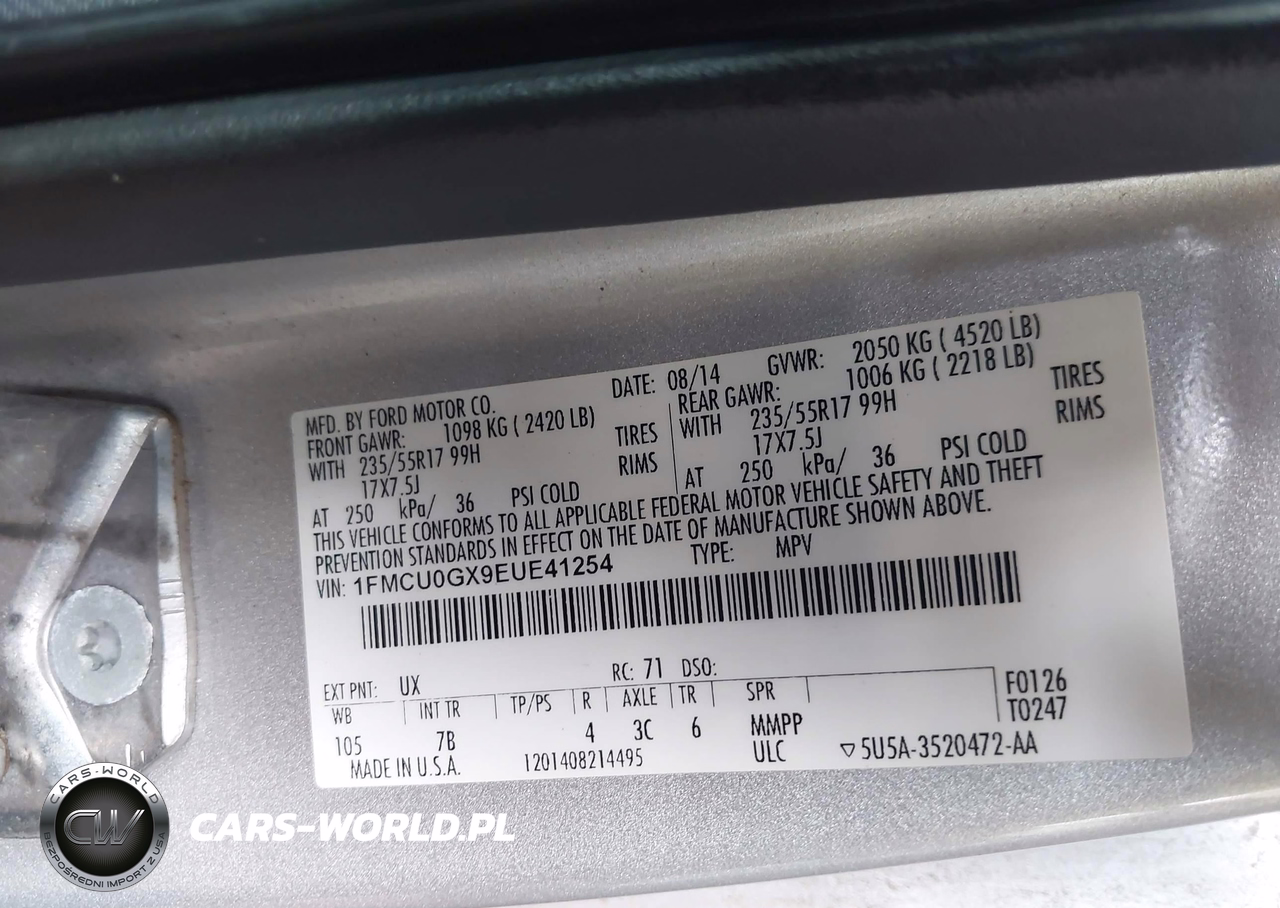 DATE: 08/14 GVWR: 2050 KG ( 4520 LB)
MFD. BY FORD MOTOR CO.
FRONT GAWR: 1098 KG ( 2420 LB) REAR GAWR: 1006 KG ( 2218 LB)
WITH 235/55R17 99H TIRES WITH 235/55R17 99H TIRES
17X7.5J RIMS 17X7.5J RIMS
AT 250 kPa/ 36 PSI COLD AT 250 kPa/ 36 PSI COLD
THIS VEHICLE CONFORMS TO ALL APPLICABLE FEDERAL MOTOR VEHICLE SAFETY AND THEFT
PREVENTION STANDARDS IN EFFECT ON THE DATE OF MANUFACTURE SHOWN ABOVE.
VIN: 1FMCU0GX9EUE41254 TYPE: MPV
EXT PNT: UX RC: 71 DSO:
WB INT TR TP/PS R AXLE TR SPR F0126
T0247
105 7B 4 3C 6 MMPP
ULC
MADE IN U.S.A. 1201408214495 ▽5U5A-3520472-AA
CARS-WORLD
CW
BEZPOŚREDNI IMPORT Z USA
CARS-WORLD.PL